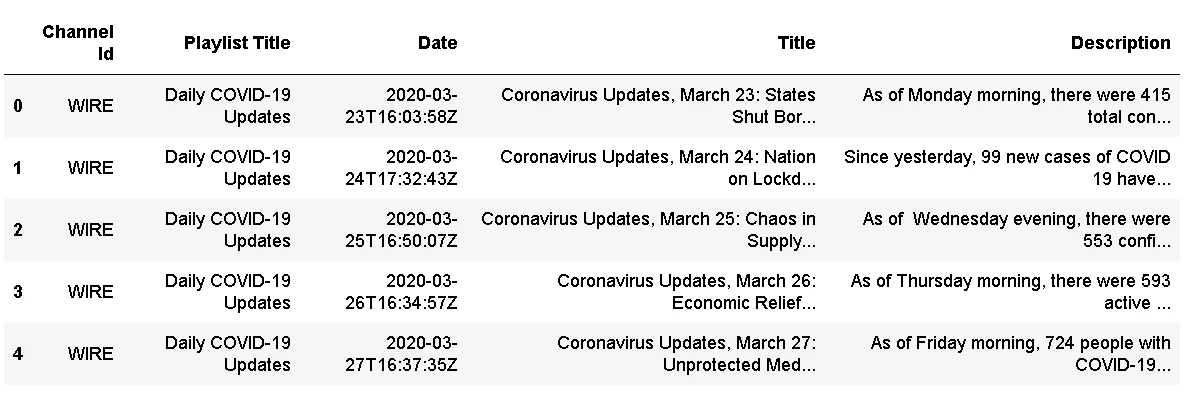 Channel Id Playlist Title Date Title Description
0 WIRE Daily COVID-19 Updates 2020-03-23T16:03:58Z Coronavirus Updates, March 23: States Shut Bor... As of Monday morning, there were 415 total con...
1 WIRE Daily COVID-19 Updates 2020-03-24T17:32:43Z Coronavirus Updates, March 24: Nation on Lockd... Since yesterday, 99 new cases of COVID 19 have...
2 WIRE Daily COVID-19 Updates 2020-03-25T16:50:07Z Coronavirus Updates, March 25: Chaos in Supply... As of  Wednesday evening, there were 553 confi...
3 WIRE Daily COVID-19 Updates 2020-03-26T16:34:57Z Coronavirus Updates, March 26: Economic Relief... As of Thursday morning, there were 593 active ...
4 WIRE Daily COVID-19 Updates 2020-03-27T16:37:35Z Coronavirus Updates, March 27: Unprotected Med... As of Friday morning, 724 people with COVID-19...